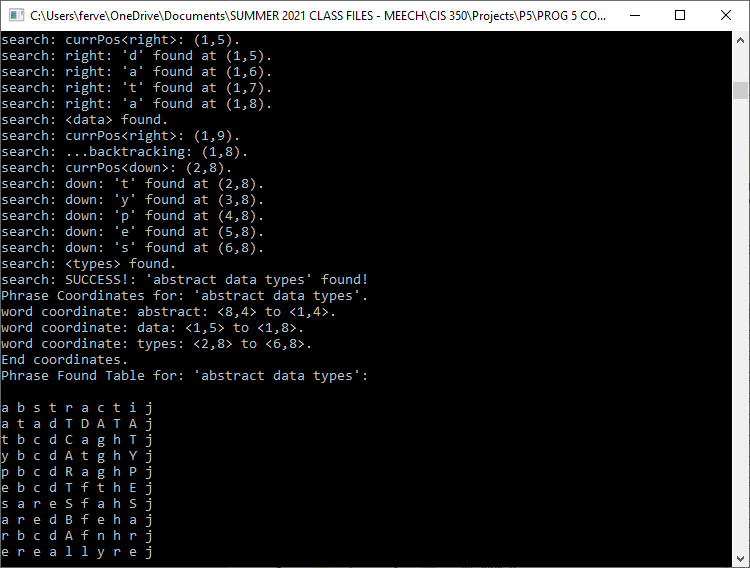 C:\Users\ferve\OneDrive\Documents\SUMMER 2021 CLASS FILES - MEECH\CIS 350\Projects\P5\PROG 5 CO...
search: currPos<right>: (1,5).
search: right: 'd' found at (1,5).
search: right: 'a' found at (1,6).
search: right: 't' found at (1,7).
search: right: 'a' found at (1,8).
search: <data> found.
search: currPos<right>: (1,9).
search: ...backtracking: (1,8).
search: currPos<down>: (2,8).
search: down: 't' found at (2,8).
search: down: 'y' found at (3,8).
search: down: 'p' found at (4,8).
search: down: 'e' found at (5,8).
search: down: 's' found at (6,8).
search: <types> found.
search: SUCCESS!: 'abstract data types' found!
Phrase Coordinates for: 'abstract data types'.
word coordinate: abstract: <8,4> to <1,4>.
word coordinate: data: <1,5> to <1,8>.
word coordinate: types: <2,8> to <6,8>.
End coordinates.
Phrase Found Table for: 'abstract data types':
a b s t r a c t i j
a t a d T D A T A j
t b c d C a g h T j
y b c d A t g h Y j
p b c d R a g h P j
e b c d T f t h E j
s a r e S f a h S j
a r e d B f e h a j
r b c d A f n h r j
e r e a l l y r e j